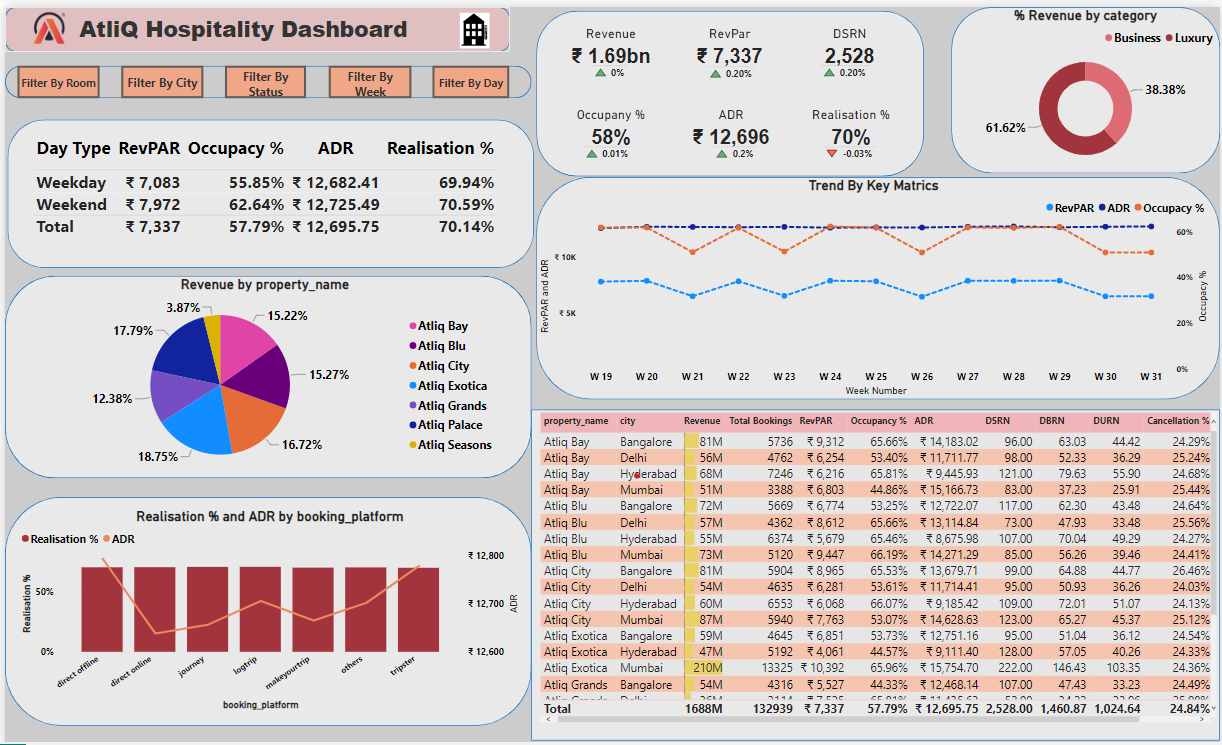 AtliQ Hospitality Dashboard
Filter By Room
Filter By City
Filter By
Status
Filter By
Week
Filter By Day
Revenue
₹ 1.69bn
0%
RevPar
₹ 7,337
0.20%
DSRN
2,528
0.20%
Occupany %
58%
0.01%
ADR
₹ 12,696
0.2%
Realisation %
70%
-0.03%
% Revenue by category
Business Luxury
38.38%
61.62%
Day Type RevPAR Occupancy % ADR Realisation %
Weekday ₹ 7,083 55.85% ₹ 12,682.41 69.94%
Weekend ₹ 7,972 62.64% ₹ 12,725.49 70.59%
Total ₹ 7,337 57.79% ₹ 12,695.75 70.14%
Trend By Key Matrics
RevPAR ADR Occupancy %
RevPAR and ADR
₹ 10K
₹ 5K
60%
40%
20%
0%
Occupancy %
W 19 W 20 W 21 W 22 W 23 W 24 W 25 W 26 W 27 W 28 W 29 W 30 W 31
Week Number
Revenue by property_name
3.87%
15.22%
17.79%
15.27%
12.38%
16.72%
18.75%
Atliq Bay
Atliq Blu
Atliq City
Atliq Exotica
Atliq Grands
Atliq Palace
Atliq Seasons
Realisation % and ADR by booking_platform
Realisation % ADR
Realisation %
50%
0%
₹ 12,800
₹ 12,700
₹ 12,600
ADR
direct offline
direct online
journey
logtrip
makeyourtrip
others
tripster
booking_platform
property_name city Revenue Total Bookings RevPAR Occupancy % ADR DSRN DBRN DURN Cancellation %
Atliq Bay Bangalore 81M 5736 ₹ 9,312 65.66% ₹ 14,183.02 96.00 63.03 44.42 24.29%
Atliq Bay Delhi 56M 4762 ₹ 6,254 53.40% ₹ 11,711.77 98.00 52.33 36.29 25.24%
Atliq Bay Hyderabad 68M 7246 ₹ 6,216 65.81% ₹ 9,445.93 121.00 79.63 55.90 24.68%
Atliq Bay Mumbai 51M 3388 ₹ 6,803 44.86% ₹ 15,166.73 83.00 37.23 25.91 25.44%
Atliq Blu Bangalore 72M 5669 ₹ 6,774 53.25% ₹ 12,722.07 117.00 62.30 43.48 24.64%
Atliq Blu Delhi 57M 4362 ₹ 8,612 65.66% ₹ 13,114.84 73.00 47.93 33.48 25.56%
Atliq Blu Hyderabad 55M 6374 ₹ 5,679 65.46% ₹ 8,675.98 107.00 70.04 49.29 24.27%
Atliq Blu Mumbai 73M 5120 ₹ 9,447 66.19% ₹ 14,271.29 85.00 56.26 39.46 24.41%
Atliq City Bangalore 81M 5904 ₹ 8,965 65.53% ₹ 13,679.71 99.00 64.88 44.77 26.46%
Atliq City Delhi 54M 4635 ₹ 6,281 53.61% ₹ 11,714.41 95.00 50.93 36.26 24.03%
Atliq City Hyderabad 60M 6553 ₹ 6,068 66.07% ₹ 9,185.42 109.00 72.01 51.07 24.13%
Atliq City Mumbai 87M 5940 ₹ 7,763 53.07% ₹ 14,628.63 123.00 65.27 45.37 25.12%
Atliq Exotica Bangalore 59M 4645 ₹ 6,851 53.73% ₹ 12,751.16 95.00 51.04 36.12 24.54%
Atliq Exotica Hyderabad 47M 5192 ₹ 4,061 44.57% ₹ 9,111.40 128.00 57.05 40.26 24.33%
Atliq Exotica Mumbai 210M 13325 ₹ 10,392 65.96% ₹ 15,754.70 222.00 146.43 103.35 24.36%
Atliq Grands Bangalore 54M 4316 ₹ 5,527 44.33% ₹ 12,468.14 107.00 47.43 33.23 24.49%
Total 1688M 132939 ₹ 7,337 57.79% ₹ 12,695.75 2,528.00 1,460.87 1,024.64 24.84%